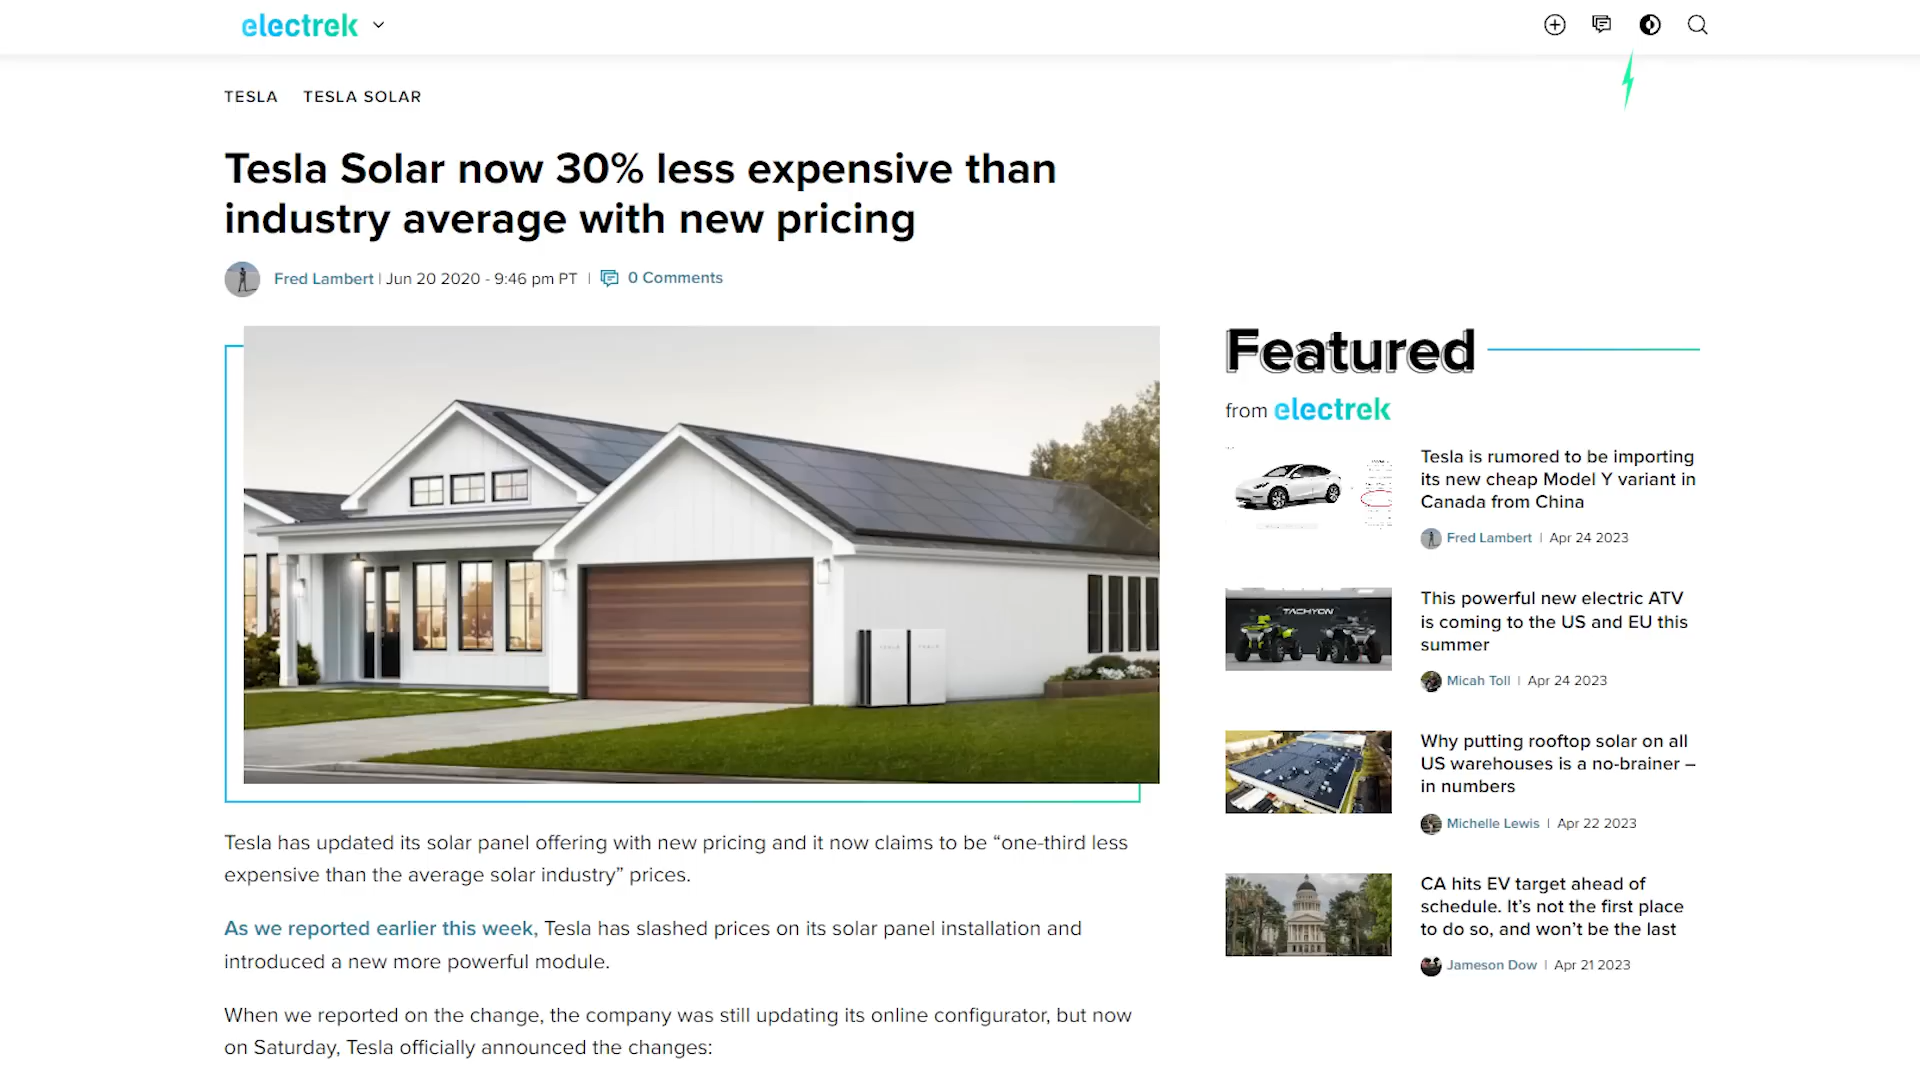 electrek
TESLA TESLA SOLAR
Tesla Solar now 30% less expensive than
industry average with new pricing
Fred Lambert | Jun 20 2020 - 9:46 pm PT | 0 Comments
Tesla has updated its solar panel offering with new pricing and it now claims to be “one-third less
expensive than the average solar industry” prices.
As we reported earlier this week, Tesla has slashed prices on its solar panel installation and
introduced a new more powerful module.
When we reported on the change, the company was still updating its online configurator, but now
on Saturday, Tesla officially announced the changes:
Featured
from electrek
Tesla is rumored to be importing
its new cheap Model Y variant in
Canada from China
Fred Lambert | Apr 24 2023
TACHYON
This powerful new electric ATV
is coming to the US and EU this
summer
Micah Toll | Apr 24 2023
Why putting rooftop solar on all
US warehouses is a no-brainer –
in numbers
Michelle Lewis | Apr 22 2023
CA hits EV target ahead of
schedule. It’s not the first place
to do so, and won’t be the last
Jameson Dow | Apr 21 2023